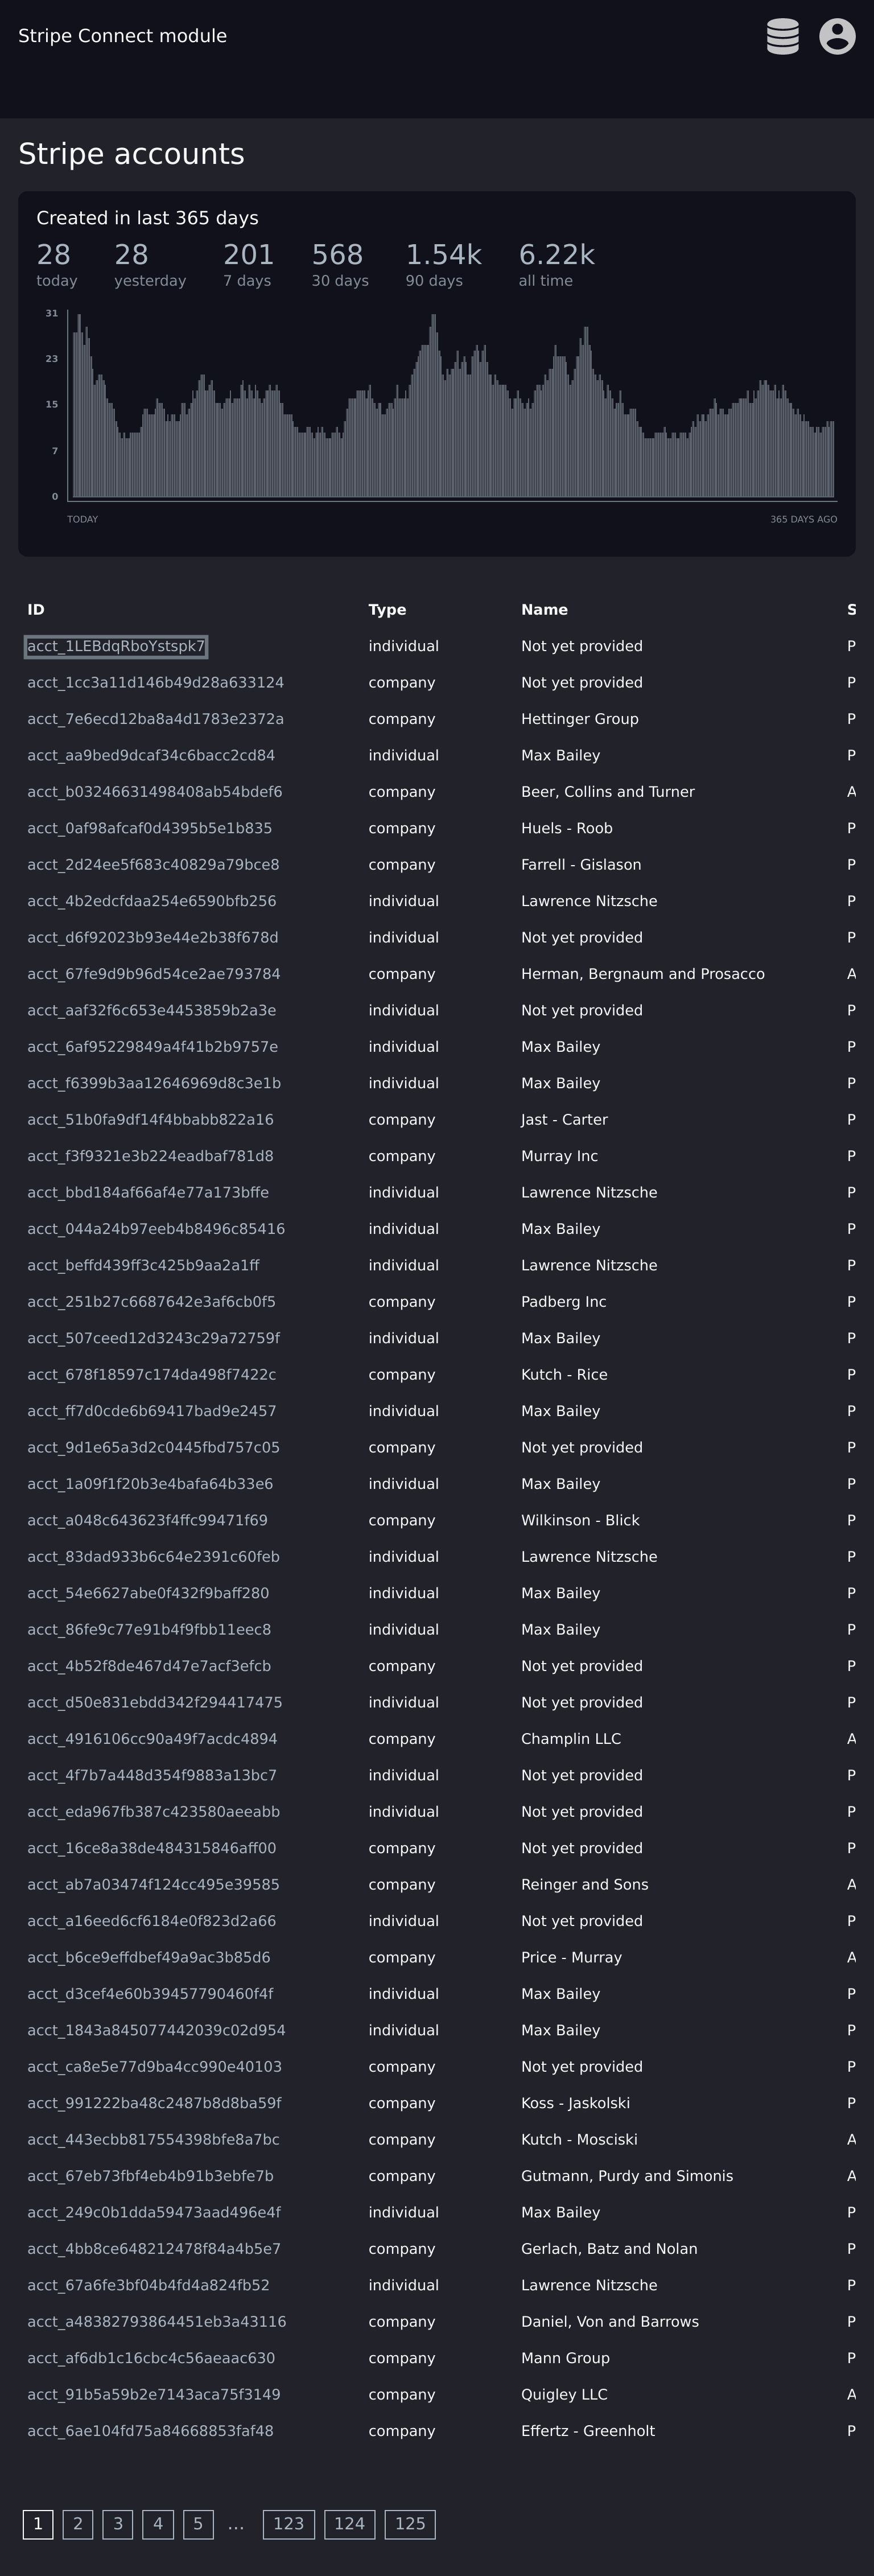 Stripe Connect module
Stripe accounts
Created in last 365 days
28 28 201 568 1.54k 6.22k
today yesterday 7 days 30 days 90 days all time
31
23
15
7
0
TODAY 365 DAYS AGO
ID Type Name S
acct_1LEBdqRboYstspk7 individual Not yet provided P
acct_1cc3a11d146b49d28a633124 company Not yet provided P
acct_7e6ecd12ba8a4d1783e2372a company Hettinger Group P
acct_aa9bed9dcaf34c6bacc2cd84 individual Max Bailey P
acct_b03246631498408ab54bdef6 company Beer, Collins and Turner A
acct_0af98afcaf0d4395b5e1b835 company Huels - Roob P
acct_2d24ee5f683c40829a79bce8 company Farrell - Gislason P
acct_4b2edcfdaa254e6590bfb256 individual Lawrence Nitzsche P
acct_d6f92023b93e44e2b38f678d individual Not yet provided P
acct_67fe9d9b96d54ce2ae793784 company Herman, Bergnaum and Prosacco A
acct_aaf32f6c653e4453859b2a3e individual Not yet provided P
acct_6af95229849a4f41b2b9757e individual Max Bailey P
acct_f6399b3aa12646969d8c3e1b individual Max Bailey P
acct_51b0fa9df14f4bbabb822a16 company Jast - Carter P
acct_f3f9321e3b224eadbaf781d8 company Murray Inc P
acct_bbd184af66af4e77a173bffe individual Lawrence Nitzsche P
acct_044a24b97eeb4b8496c85416 individual Max Bailey P
acct_beffd439ff3c425b9aa2a1ff individual Lawrence Nitzsche P
acct_251b27c6687642e3af6cb0f5 company Padberg Inc P
acct_507ceed12d3243c29a72759f individual Max Bailey P
acct_678f18597c174da498f7422c company Kutch - Rice P
acct_ff7d0cde6b69417bad9e2457 individual Max Bailey P
acct_9d1e65a3d2c0445fbd757c05 company Not yet provided P
acct_1a09f1f20b3e4bafa64b33e6 individual Max Bailey P
acct_a048c643623f4ffc99471f69 company Wilkinson - Blick P
acct_83dad933b6c64e2391c60feb individual Lawrence Nitzsche P
acct_54e6627abe0f432f9baff280 individual Max Bailey P
acct_86fe9c77e91b4f9fbb11eec8 individual Max Bailey P
acct_4b52f8de467d47e7acf3efcb company Not yet provided P
acct_d50e831ebdd342f294417475 individual Not yet provided P
acct_4916106cc90a49f7acdc4894 company Champlin LLC A
acct_4f7b7a448d354f9883a13bc7 individual Not yet provided P
acct_eda967fb387c423580aeeabb individual Not yet provided P
acct_16ce8a38de484315846aff00 company Not yet provided P
acct_ab7a03474f124cc495e39585 company Reinger and Sons A
acct_a16eed6cf6184e0f823d2a66 individual Not yet provided P
acct_b6ce9effdbef49a9ac3b85d6 company Price - Murray A
acct_d3cef4e60b39457790460f4f individual Max Bailey P
acct_1843a845077442039c02d954 individual Max Bailey P
acct_ca8e5e77d9ba4cc990e40103 company Not yet provided P
acct_991222ba48c2487b8d8ba59f company Koss - Jaskolski P
acct_443ecbb817554398bfe8a7bc company Kutch - Mosciski A
acct_67eb73fbf4eb4b91b3ebfe7b company Gutmann, Purdy and Simonis A
acct_249c0b1dda59473aad496e4f individual Max Bailey P
acct_4bb8ce648212478f84a4b5e7 company Gerlach, Batz and Nolan P
acct_67a6fe3bf04b4fd4a824fb52 individual Lawrence Nitzsche P
acct_a48382793864451eb3a43116 company Daniel, Von and Barrows P
acct_af6db1c16cbc4c56aeaac630 company Mann Group P
acct_91b5a59b2e7143aca75f3149 company Quigley LLC A
acct_6ae104fd75a84668853faf48 company Effertz - Greenholt P
1 2 3 4 5 ... 123 124 125